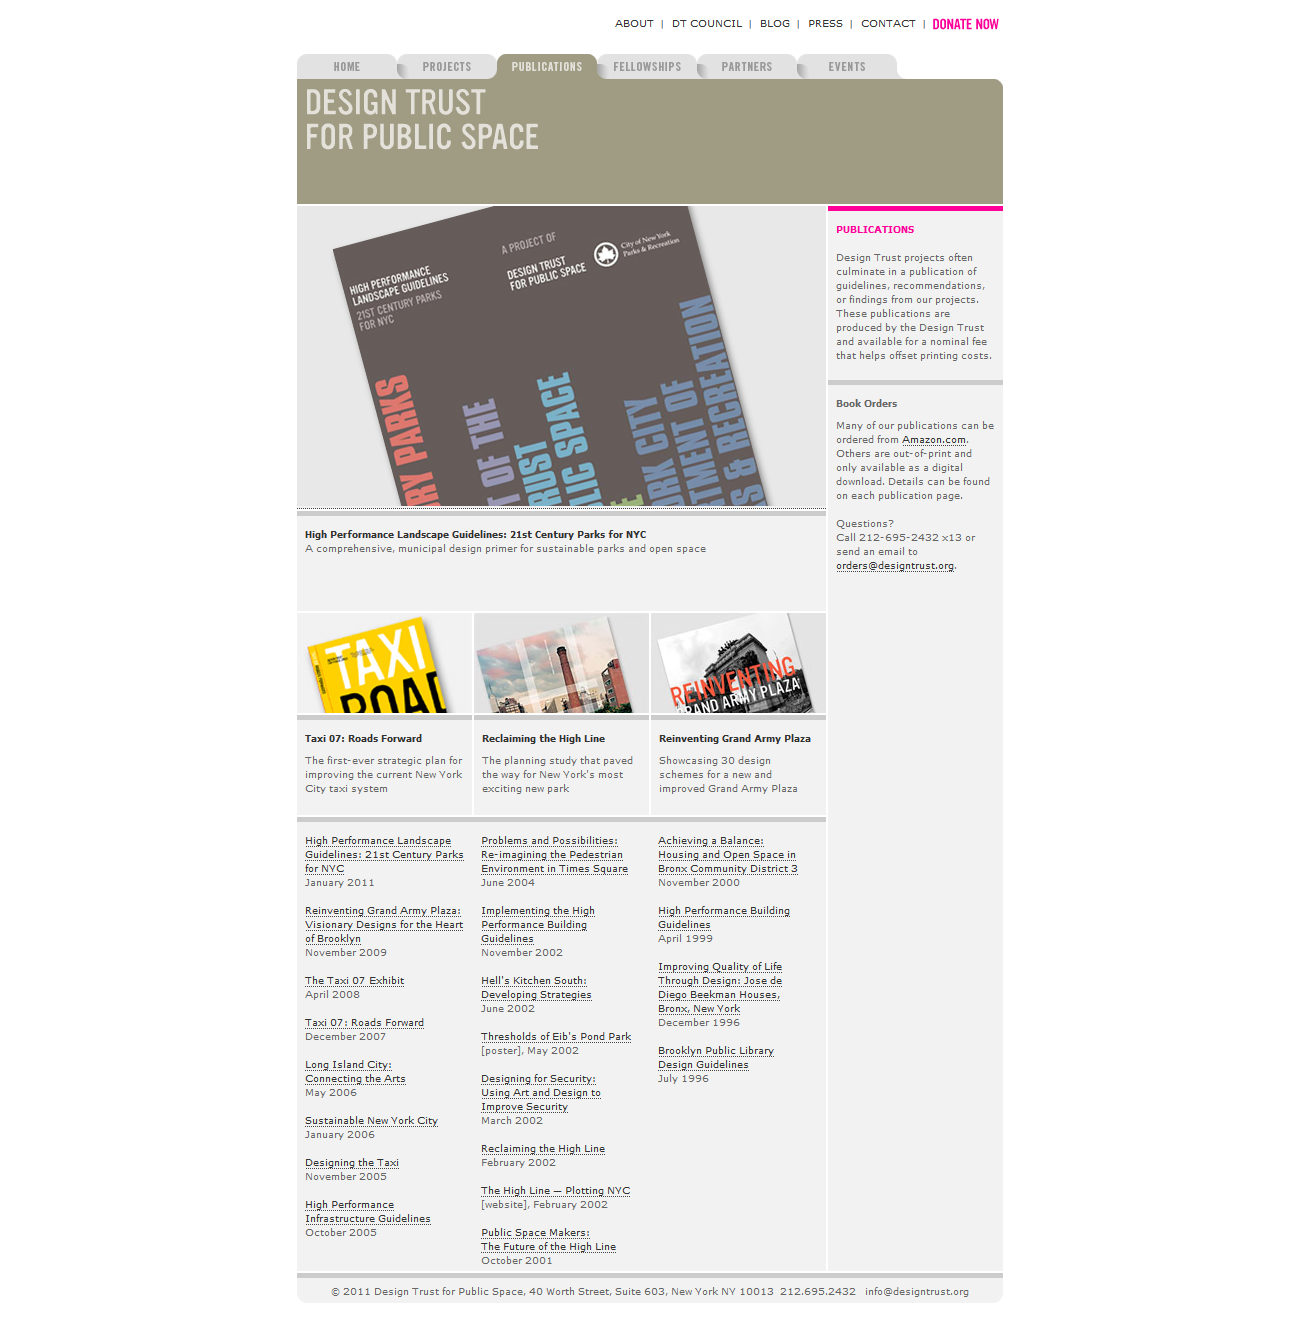 ABOUT | DT COUNCIL | BLOG | PRESS | CONTACT | DONATE NOW
HOME PROJECTS PUBLICATIONS FELLOWSHIPS PARTNERS EVENTS
DESIGN TRUST
FOR PUBLIC SPACE
A PROJECT OF
DESIGN TRUST
FOR PUBLIC SPACE
City of New York
Parks & Recreation
HIGH PERFORMANCE
LANDSCAPE GUIDELINES
21ST CENTURY PARKS
FOR NYC
RY PARKS
T OF THE
UST
LIC SPACE
RK CITY
TMENT OF
S & RECREATION
High Performance Landscape Guidelines: 21st Century Parks for NYC
A comprehensive, municipal design primer for sustainable parks and open space
PUBLICATIONS
Design Trust projects often
culminate in a publication of
guidelines, recommendations,
or findings from our projects.
These publications are
produced by the Design Trust
and available for a nominal fee
that helps offset printing costs.
Book Orders
Many of our publications can be
ordered from Amazon.com.
Others are out-of-print and
only available as a digital
download. Details can be found
on each publication page.
Questions?
Call 212-695-2432 x13 or
send an email to
orders@designtrust.org.
TAXI
ROAD
REINVENTING
GRAND ARMY PLAZA
Taxi 07: Roads Forward
The first-ever strategic plan for
improving the current New York
City taxi system
Reclaiming the High Line
The planning study that paved
the way for New York's most
exciting new park
Reinventing Grand Army Plaza
Showcasing 30 design
schemes for a new and
improved Grand Army Plaza
High Performance Landscape
Guidelines: 21st Century Parks
for NYC
January 2011
Reinventing Grand Army Plaza:
Visionary Designs for the Heart
of Brooklyn
November 2009
The Taxi 07 Exhibit
April 2008
Taxi 07: Roads Forward
December 2007
Long Island City:
Connecting the Arts
May 2006
Sustainable New York City
January 2006
Designing the Taxi
November 2005
High Performance
Infrastructure Guidelines
October 2005
Problems and Possibilities:
Re-imagining the Pedestrian
Environment in Times Square
June 2004
Implementing the High
Performance Building
Guidelines
November 2002
Hell's Kitchen South:
Developing Strategies
June 2002
Thresholds of Eib's Pond Park
[poster], May 2002
Designing for Security:
Using Art and Design to
Improve Security
March 2002
Reclaiming the High Line
February 2002
The High Line — Plotting NYC
[website], February 2002
Public Space Makers:
The Future of the High Line
October 2001
Achieving a Balance:
Housing and Open Space in
Bronx Community District 3
November 2000
High Performance Building
Guidelines
April 1999
Improving Quality of Life
Through Design: Jose de
Diego Beekman Houses,
Bronx, New York
December 1996
Brooklyn Public Library
Design Guidelines
July 1996
© 2011 Design Trust for Public Space, 40 Worth Street, Suite 603, New York NY 10013 212.695.2432 info@designtrust.org